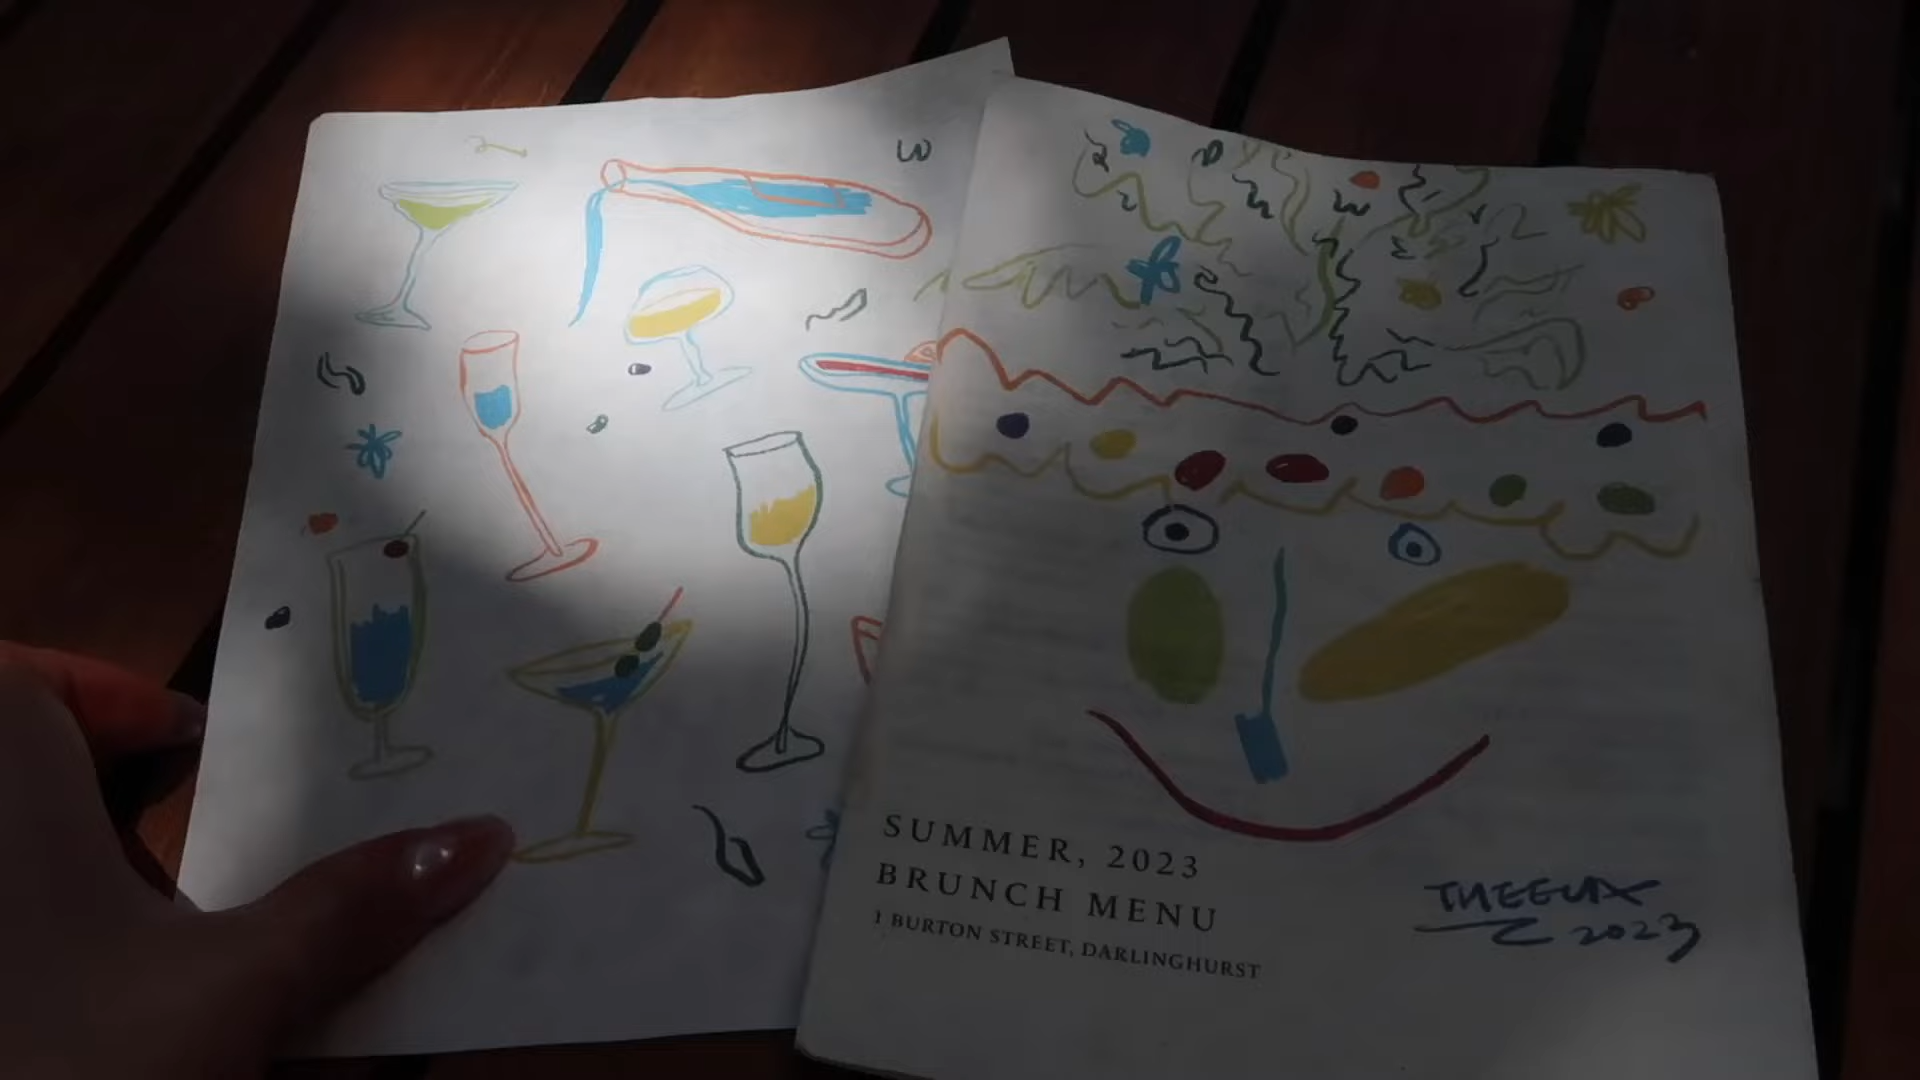 SUMMER, 2023
BRUNCH MENU
1 BURTON STREET, DARLINGHURST
2023